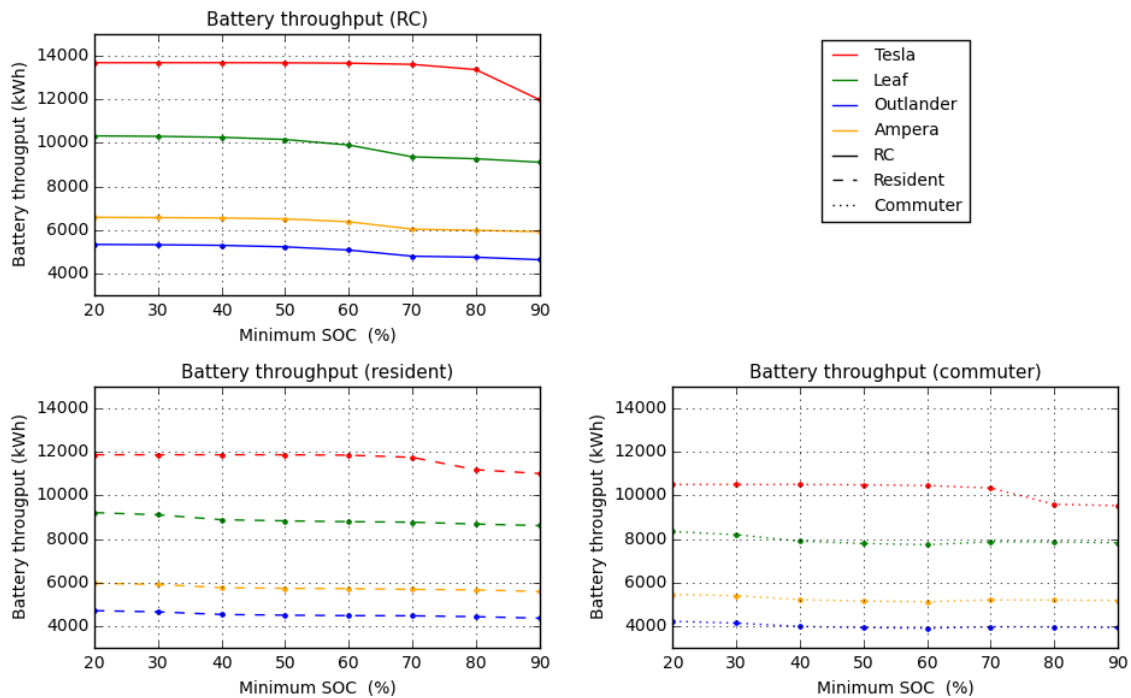 Battery throughput (RC)
Battery througput (kWh)
14000
12000
10000
8000
6000
4000
20 30 40 50 60 70 80 90
Minimum SOC (%)
Tesla
Leaf
Outlander
Ampera
RC
Resident
Commuter
Battery throughput (resident)
Battery througput (kWh)
14000
12000
10000
8000
6000
4000
20 30 40 50 60 70 80 90
Minimum SOC (%)
Battery throughput (commuter)
Battery througput (kWh)
14000
12000
10000
8000
6000
4000
20 30 40 50 60 70 80 90
Minimum SOC (%)